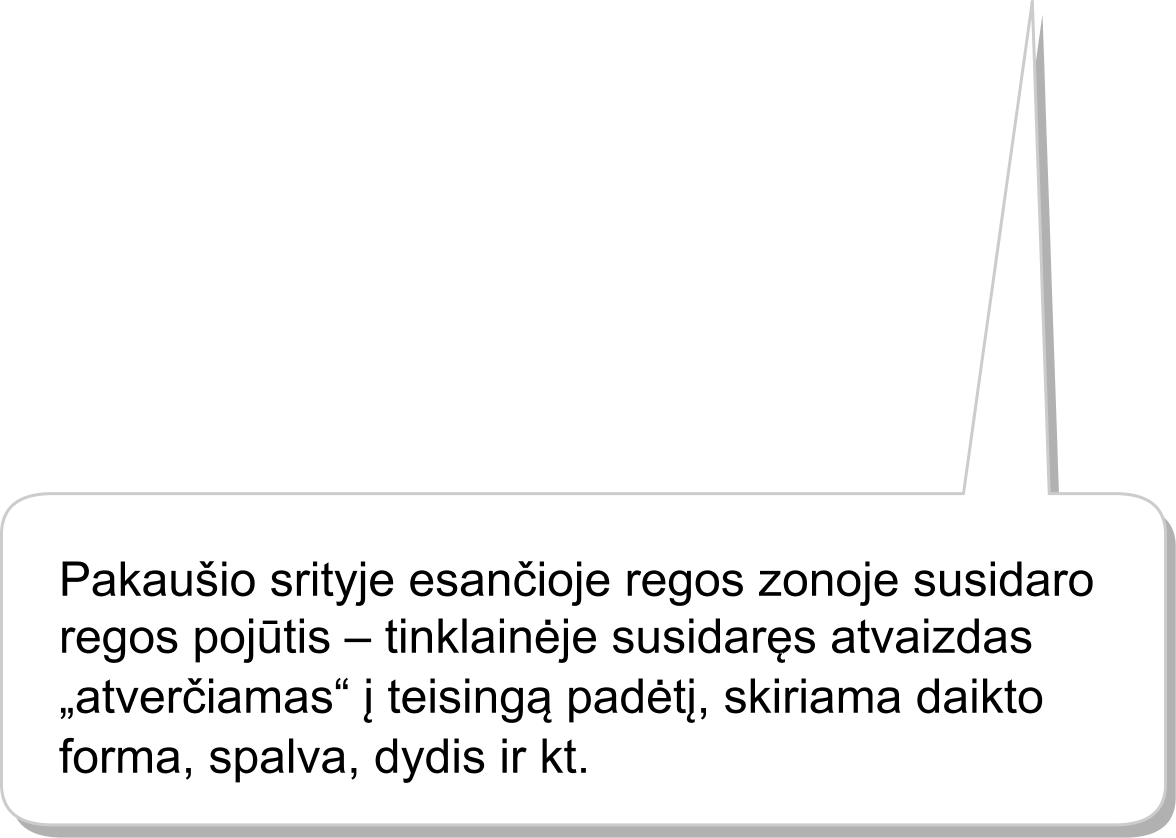 Pakaušio srityje esančioje regos zonoje susidaro
regos pojūtis – tinklainėje susidaręs atvaizdas
„atverčiamas“ į teisingą padėtį, skiriama daikto
forma, spalva, dydis ir kt.